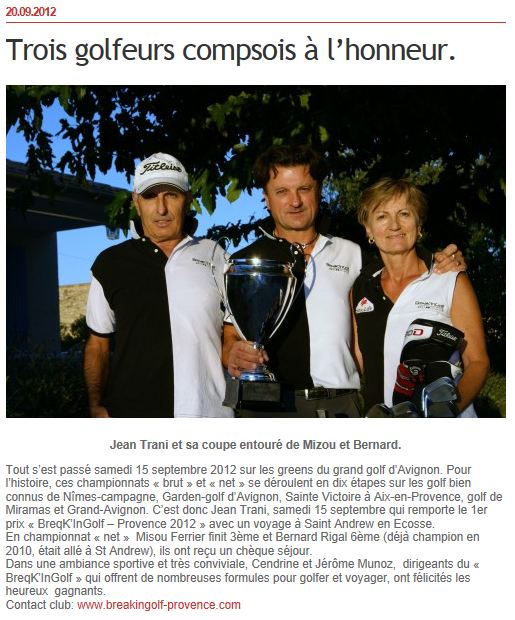 20.09.2012
Trois golfeurs compsois à l'honneur.
Titleist
Jean Trani et sa coupe entouré de Mizou et Bernard.
Tout s'est passé samedi 15 septembre 2012 sur les greens du grand golf d'Avignon. Pour
l'histoire, ces championnats « brut » et « net » se déroulent en dix étapes sur les golf bien
connus de Nîmes-campagne, Garden-golf d'Avignon, Sainte Victoire à Aix-en-Provence, golf de
Miramas et Grand-Avignon. C'est donc Jean Trani, samedi 15 septembre qui remporte le 1er
prix « BreqK'InGolf – Provence 2012 » avec un voyage à Saint Andrew en Ecosse.
En championnat « net »  Misou Ferrier finit 3ème et Bernard Rigal 6ème (déjà champion en
2010, était allé à St Andrew), ils ont reçu un chèque séjour.
Dans une ambiance sportive et très conviviale, Cendrine et Jérôme Munoz,  dirigeants du «
BreqK'InGolf » qui offrent de nombreuses formules pour golfer et voyager, ont félicités les
heureux  gagnants.
Contact club: www.breakingolf-provence.com